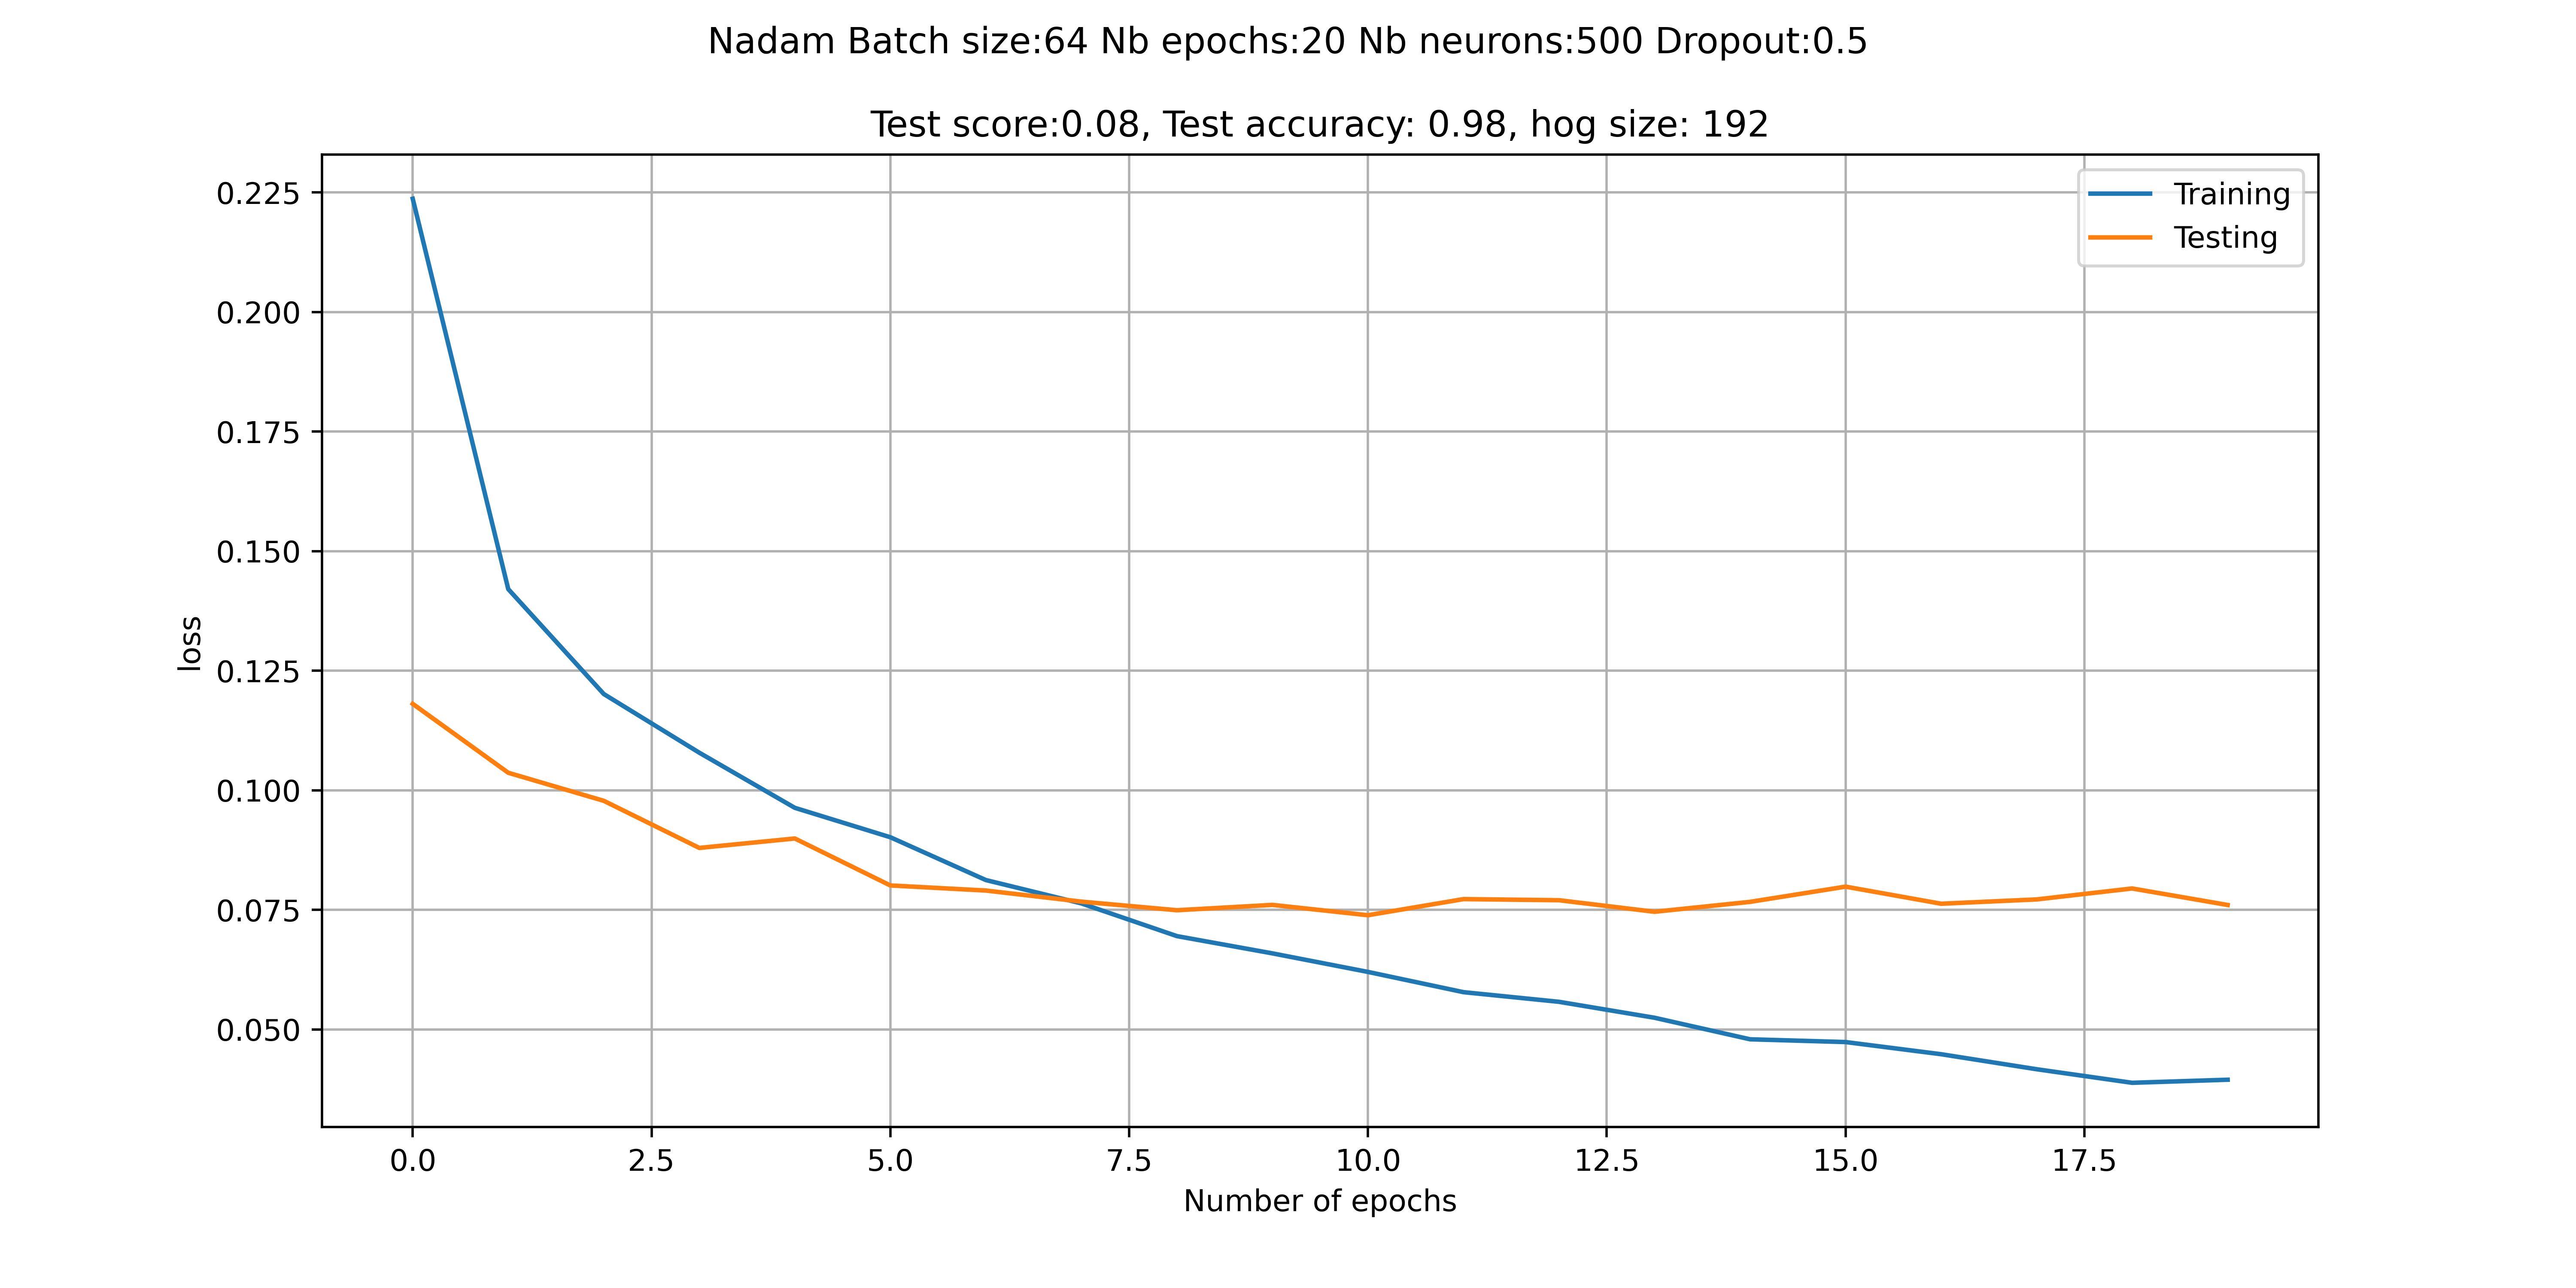 Nadam Batch size:64 Nb epochs:20 Nb neurons:500 Dropout:0.5
Test score:0.08, Test accuracy: 0.98, hog size: 192
Training
Testing
0.225
0.200
0.175
0.150
0.125
0.100
0.075
0.050
loss
0.0 2.5 5.0 7.5 10.0 12.5 15.0 17.5
Number of epochs